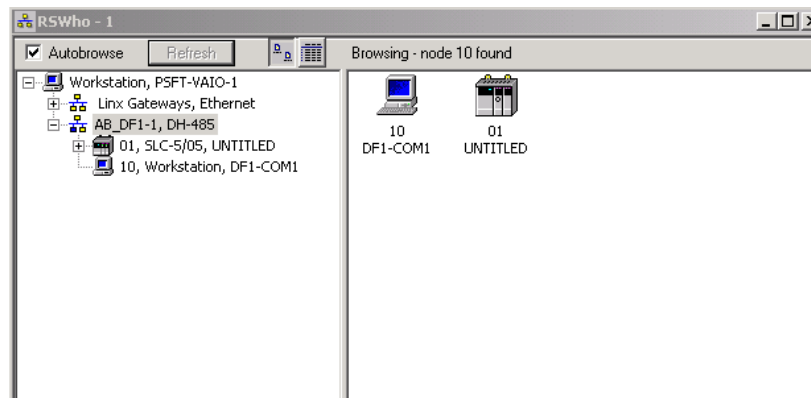 RSWho - 1
Autobrowse Refresh Browsing - node 10 found
Workstation, PSFT-VAIO-1
Linx Gateways, Ethernet
AB_DF1-1, DH-485
01, SLC-5/05, UNTITLED
10, Workstation, DF1-COM1
10
DF1-COM1
01
UNTITLED